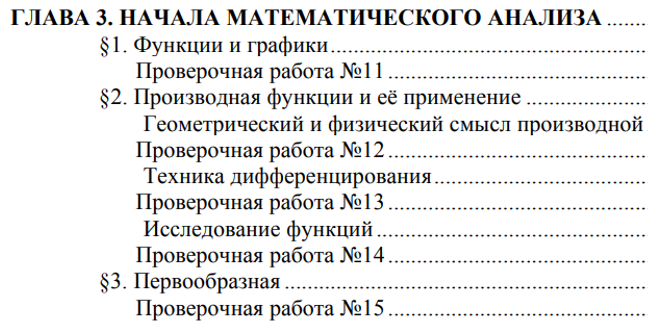 ГЛАВА 3. НАЧАЛА МАТЕМАТИЧЕСКОГО АНАЛИЗА .......
§1. Функции и графики......................................................
Проверочная работа №11 ............................................
§2. Производная функции и её применение .....................
Геометрический и физический смысл производной
Проверочная работа №12 ............................................
Техника дифференцирования.....................................
Проверочная работа №13 ............................................
Исследование функций ..............................................
Проверочная работа №14 ............................................
§3. Первообразная .............................................................
Проверочная работа №15 ............................................